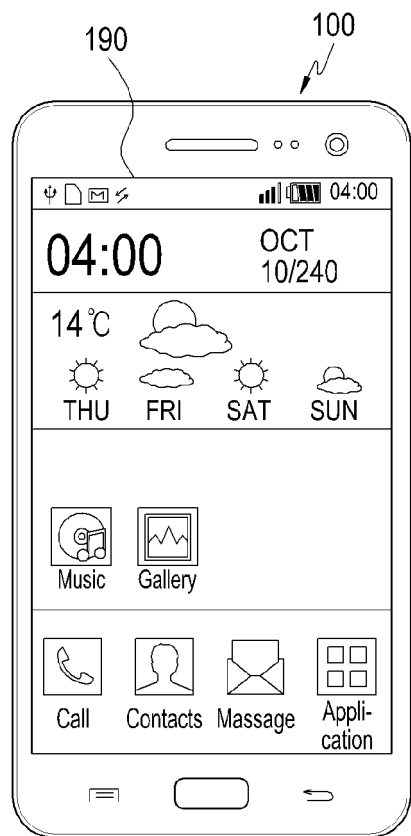 100
190
04:00
04:00
OCT
10/240
14℃
THU FRI SAT SUN
Music Gallery
Call Contacts Massage Appli-
cation